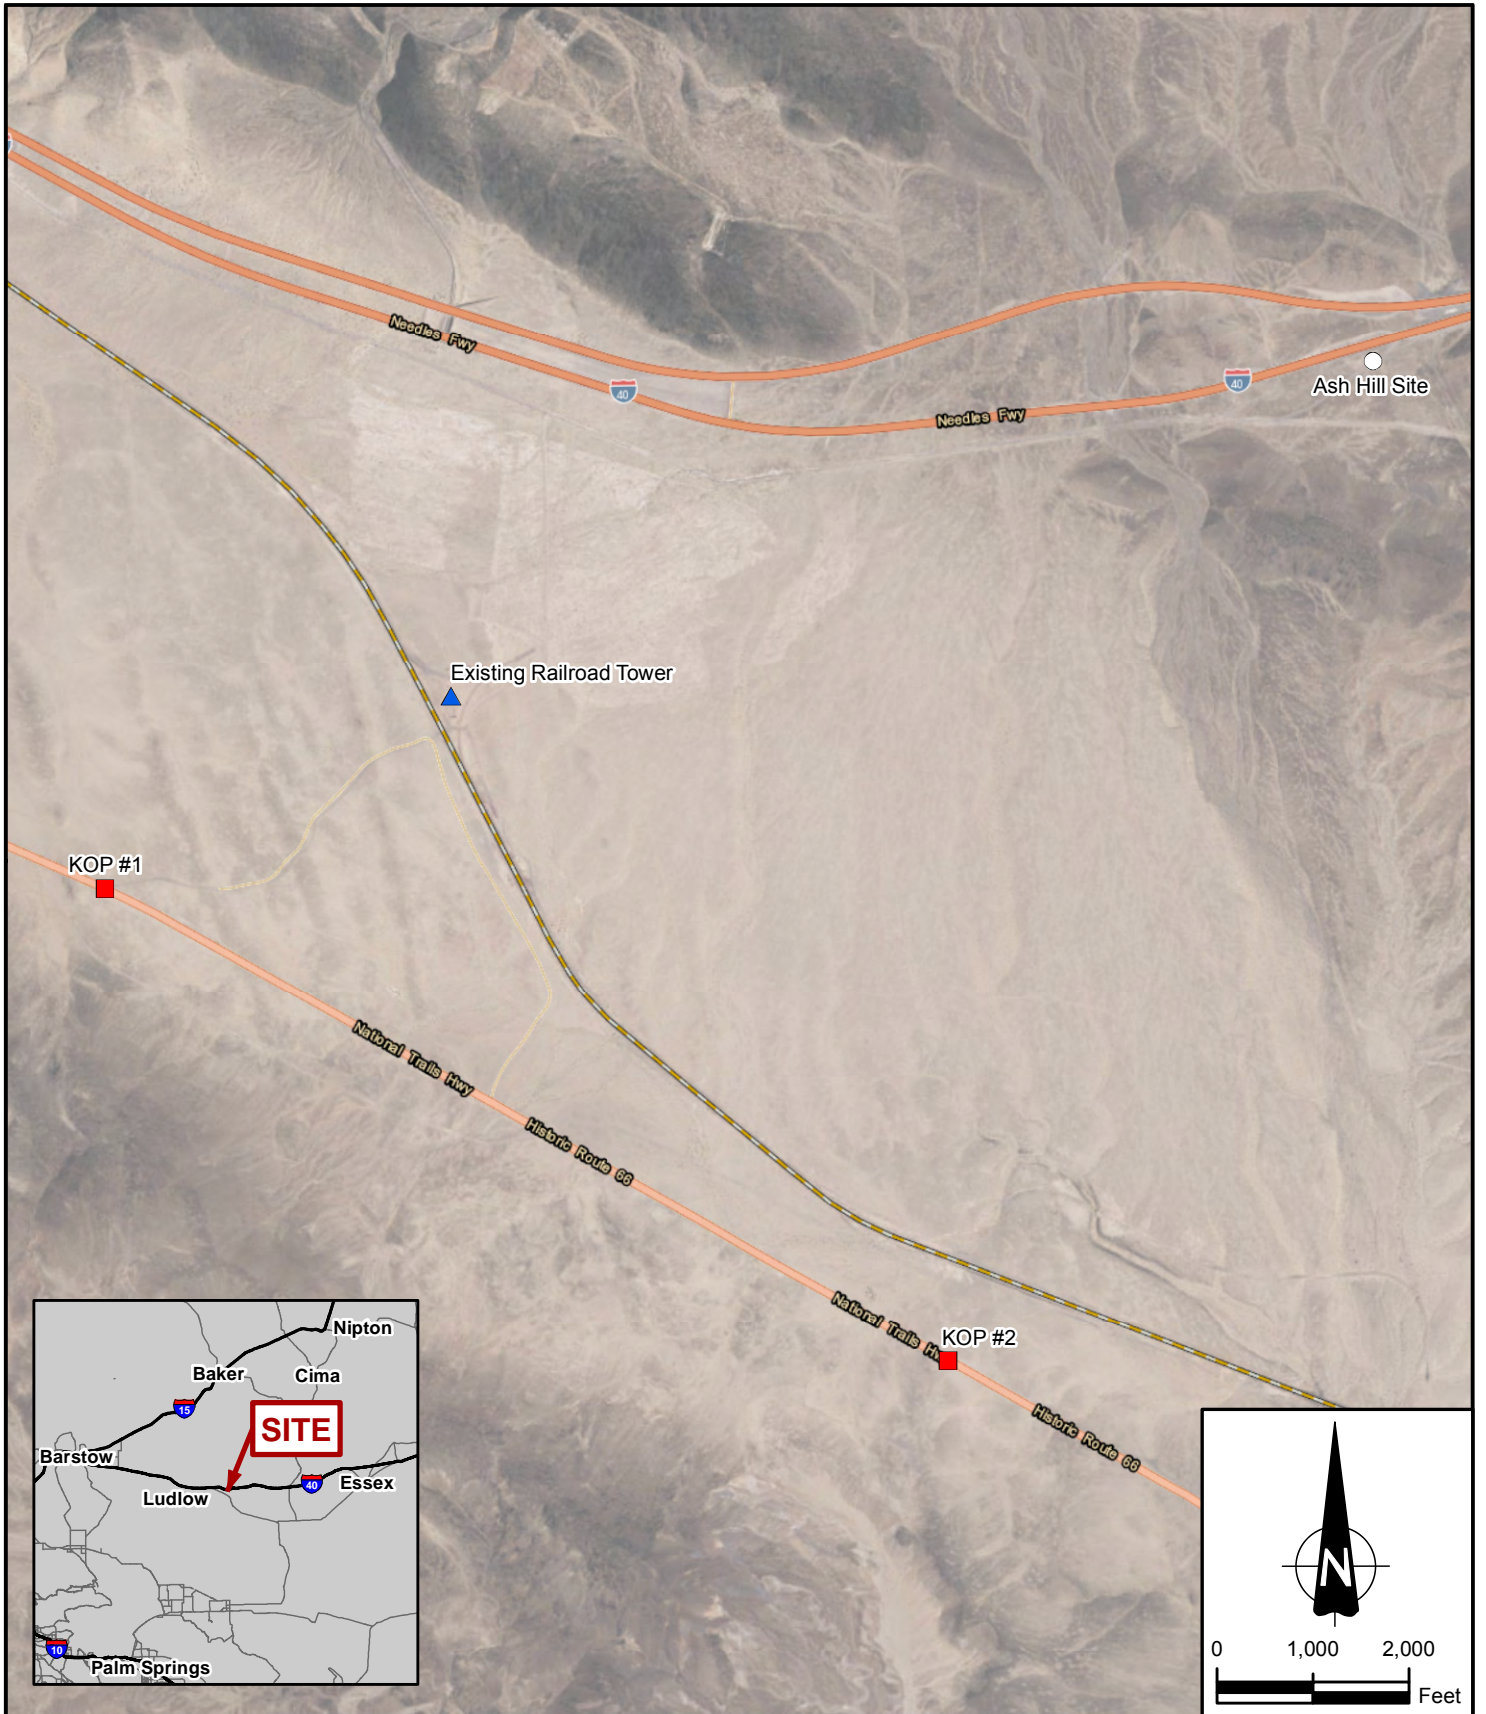 Needles Fwy
40
Needles Fwy
40
Ash Hill Site
Existing Railroad Tower
KOP #1
National Trails Hwy
Historic Route 66
National Trails Hw
KOP #2
Historic Route 66
Nipton
Baker
Cima
15
SITE
Barstow
Ludlow
40
Essex
10
Palm Springs
N
0 1,000 2,000
Feet